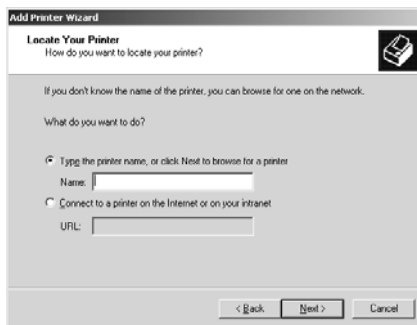 Add Printer Wizard
Locate Your Printer
How do you want to locate your printer?
If you don't know the name of the printer, you can browse for one on the network.
What do you want to do?
Type the printer name, or click Next to browse for a printer
Name:
Connect to a printer on the Internet or on your intranet
URL:
< Back Next > Cancel